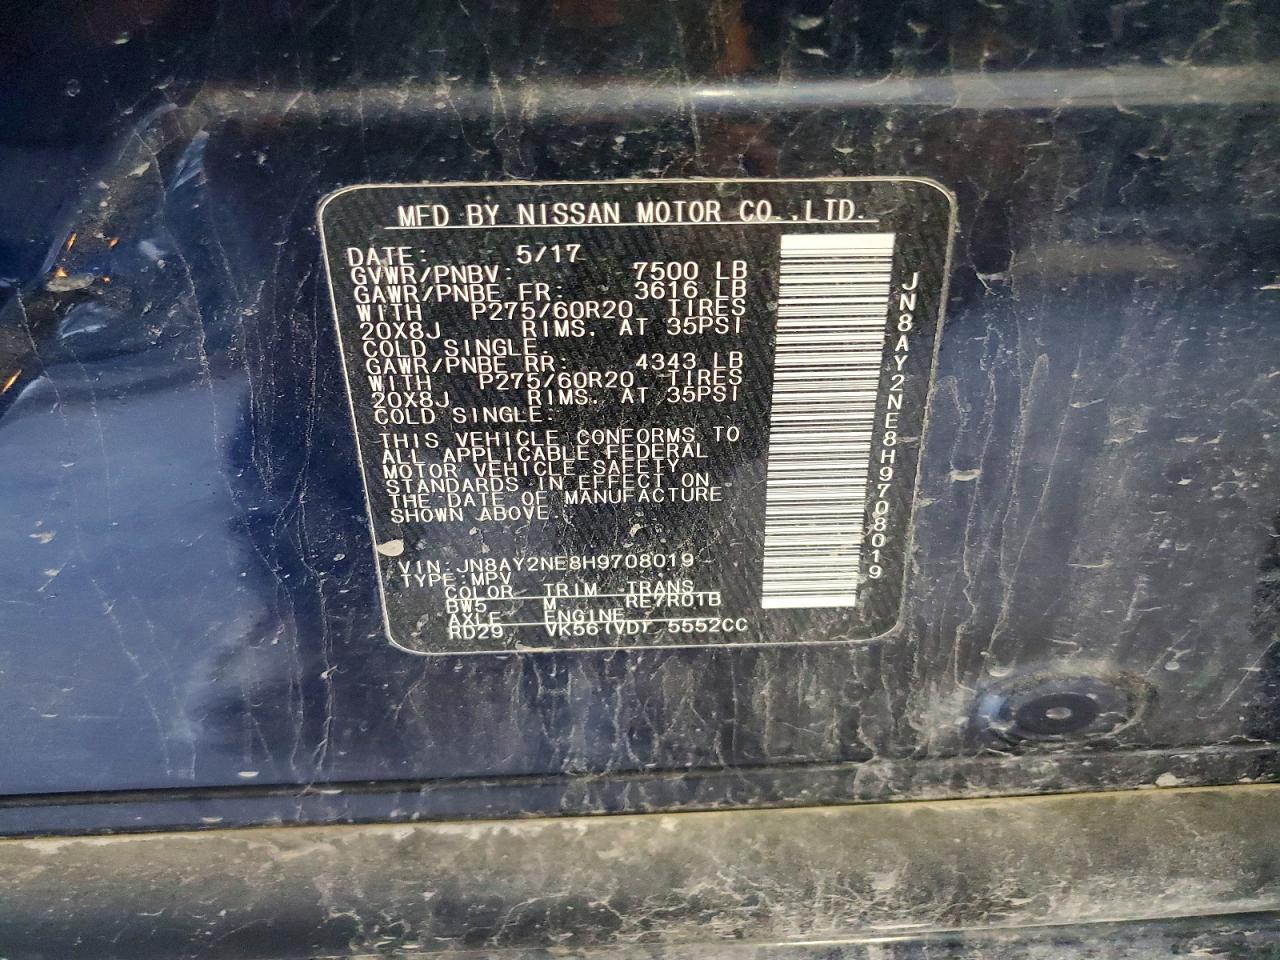 MFD BY NISSAN MOTOR CO.,LTD.
DATE: 5/17
GVWR/PNBV: 7500 LB
GAWR/PNBE FR: 3616 LB
WITH P275/60R20 TIRES
20X8J RIMS. AT 35PSI
COLD SINGLE.
GAWR/PNBE RR: 4343 LB
WITH P275/60R20 TIRES
20X8J RIMS. AT 35PSI
COLD SINGLE:
THIS VEHICLE CONFORMS TO
ALL APPLICABLE FEDERAL
MOTOR VEHICLE SAFETY
STANDARDS IN EFFECT ON
THE DATE OF MANUFACTURE
SHOWN ABOVE.
VIN:JN8AY2NE8H9708019
TYPE:MPV
COLOR TRIM TRANS
BW5 M RE7R01B
AXLE ENGINE
RD29 VK56(VD) 5552CC
JN8AY2NE8H9708019